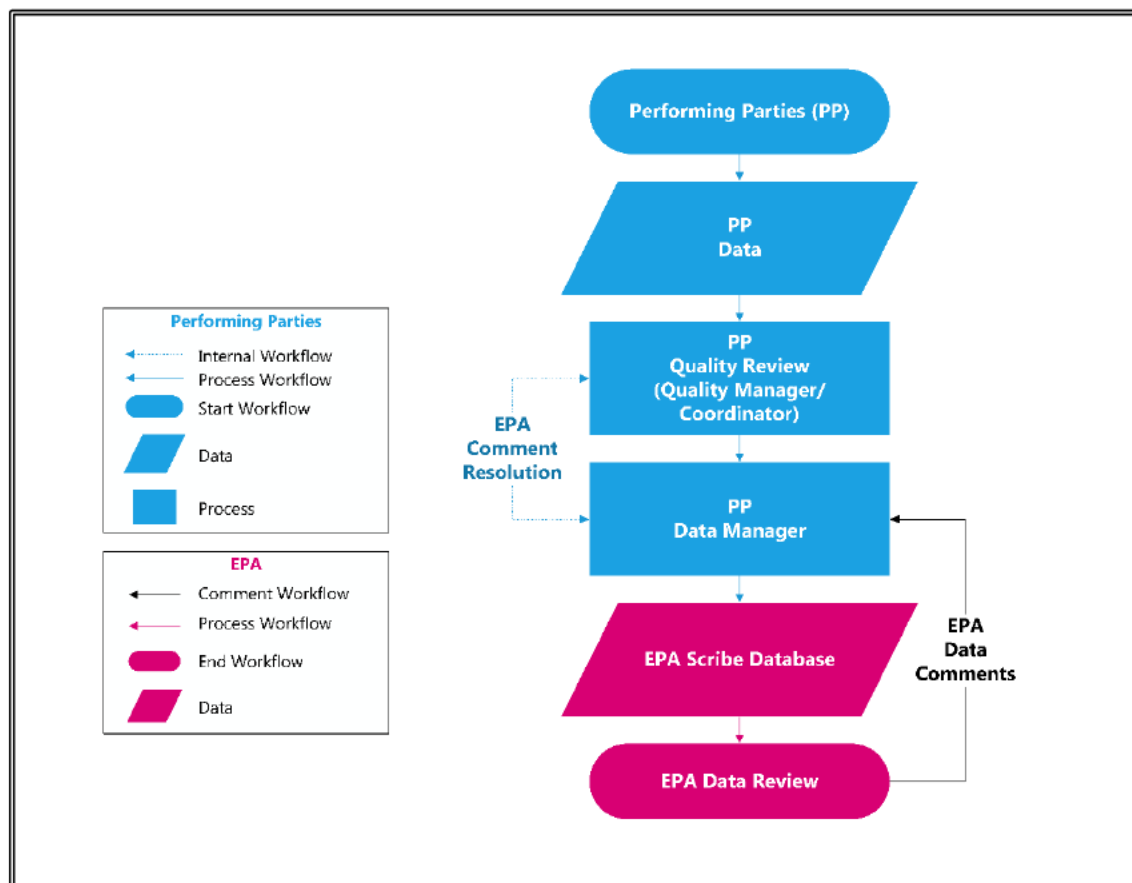 Performing Parties (PP)
PP
Data
PP
Quality Review
(Quality Manager/
Coordinator)
EPA
Comment
Resolution
PP
Data Manager
EPA Scribe Database
EPA
Data
Comments
EPA Data Review
Performing Parties
Internal Workflow
Process Workflow
Start Workflow
Data
Process
EPA
Comment Workflow
Process Workflow
End Workflow
Data